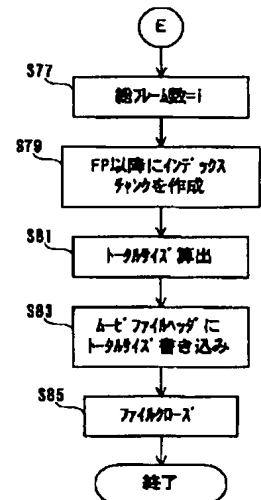 E
S77
総ﾌﾚｰﾑ数=i
S79
FP以降にｲﾝﾃﾞｯｸｽ
ﾁｬﾝｸを作成
S81
ﾄｰﾀﾙｻｲｽﾞ算出
S83
ﾑｰﾋﾞﾌｧｲﾙﾍｯﾀﾞに
ﾄｰﾀﾙｻｲｽﾞ書き込み
S85
ﾌｧｲﾙｸﾛｰｽﾞ
終了